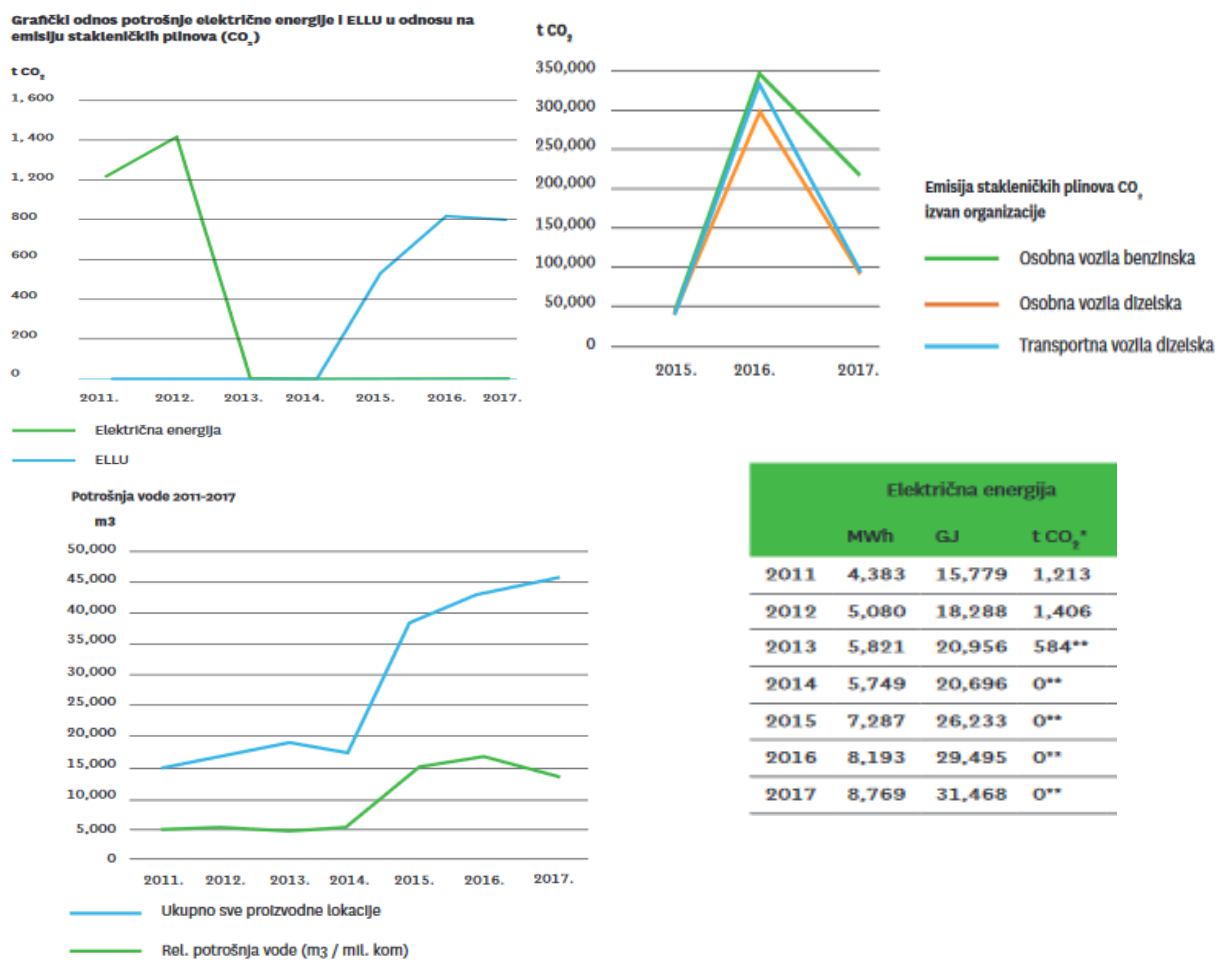 Grafički odnos potrošnje električne energije i ELLU u odnosu na
emisiju stakleničkih plinova (CO₂)
t CO₂
1,600
1,400
1,200
800
600
400
200
0
2011. 2012. 2013. 2014. 2015. 2016. 2017.
Električna energija
ELLU
t CO₂
350,000
300,000
250,000
200,000
150,000
100,000
50,000
0
2015. 2016. 2017.
Emisija stakleničkih plinova CO₂
izvan organizacije
Osobna vozila benzinska
Osobna vozila dizelska
Transportna vozila dizelska
Potrošnja vode 2011-2017
m3
50,000
45,000
40,000
35,000
30,000
25,000
20,000
15,000
10,000
5,000
0
2011. 2012. 2013. 2014. 2015. 2016. 2017.
Ukupno sve proizvodne lokacije
Rel. potrošnja vode (m3 / mil. kom)
Električna energija
MWh GJ t CO₂*
2011 4,383 15,779 1,213
2012 5,080 18,288 1,406
2013 5,821 20,956 584**
2014 5,749 20,696 0**
2015 7,287 26,233 0**
2016 8,193 29,495 0**
2017 8,769 31,468 0**